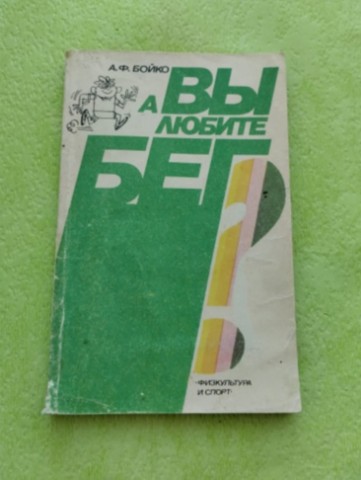 А.Ф. БОЙКО
А ВЫ
ЛЮБИТЕ
БЕГ?
«ФИЗКУЛЬТУРА
И СПОРТ»